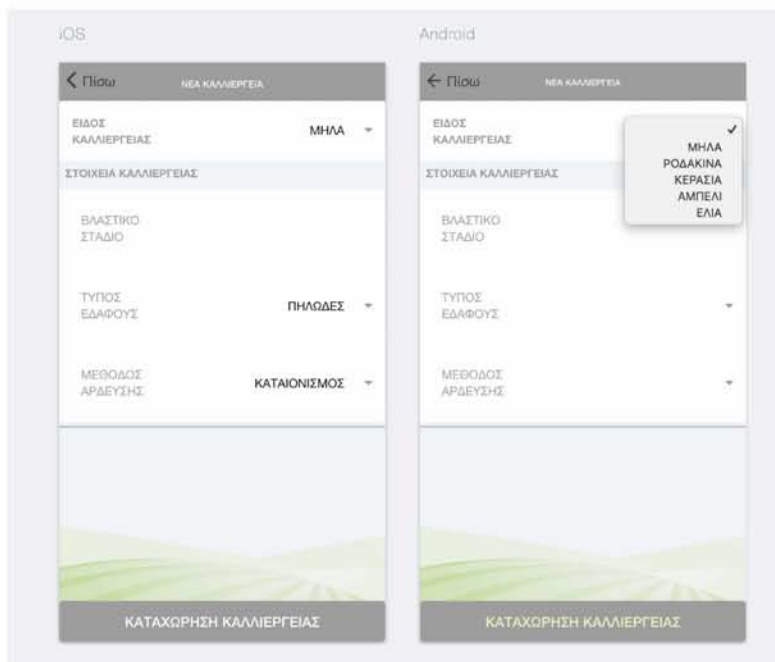 iOS
Πίσω
ΝΕΑ ΚΑΛΛΙΕΡΓΕΙΑ
ΕΙΔΟΣ
ΚΑΛΛΙΕΡΓΕΙΑΣ
ΜΗΛΑ
ΣΤΟΙΧΕΙΑ ΚΑΛΛΙΕΡΓΕΙΑΣ
ΒΛΑΣΤΙΚΟ
ΣΤΑΔΙΟ
ΤΥΠΟΣ
ΕΔΑΦΟΥΣ
ΠΗΛΩΔΕΣ
ΜΕΘΟΔΟΣ
ΑΡΔΕΥΣΗΣ
ΚΑΤΑΙΟΝΙΣΜΟΣ
ΚΑΤΑΧΩΡΗΣΗ ΚΑΛΛΙΕΡΓΕΙΑΣ
Android
Πίσω
ΝΕΑ ΚΑΛΛΙΕΡΓΕΙΑ
ΕΙΔΟΣ
ΚΑΛΛΙΕΡΓΕΙΑΣ
ΜΗΛΑ
ΡΟΔΑΚΙΝΑ
ΚΕΡΑΣΙΑ
ΑΜΠΕΛΙ
ΕΛΙΑ
ΣΤΟΙΧΕΙΑ ΚΑΛΛΙΕΡΓΕΙΑΣ
ΒΛΑΣΤΙΚΟ
ΣΤΑΔΙΟ
ΤΥΠΟΣ
ΕΔΑΦΟΥΣ
ΜΕΘΟΔΟΣ
ΑΡΔΕΥΣΗΣ
ΚΑΤΑΧΩΡΗΣΗ ΚΑΛΛΙΕΡΓΕΙΑΣ